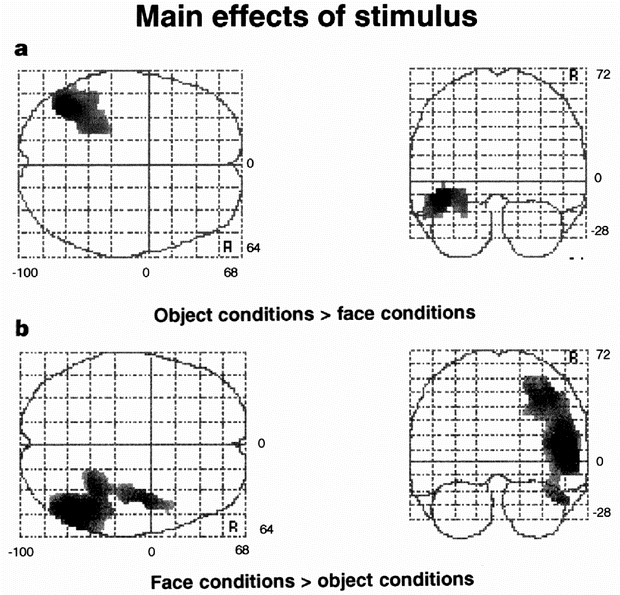 Main effects of stimulus
a
R
72
0
0
R
64
-28
-100
0
68
Object conditions > face conditions
b
R
72
0
0
R
64
-28
-100
0
68
Face conditions > object conditions